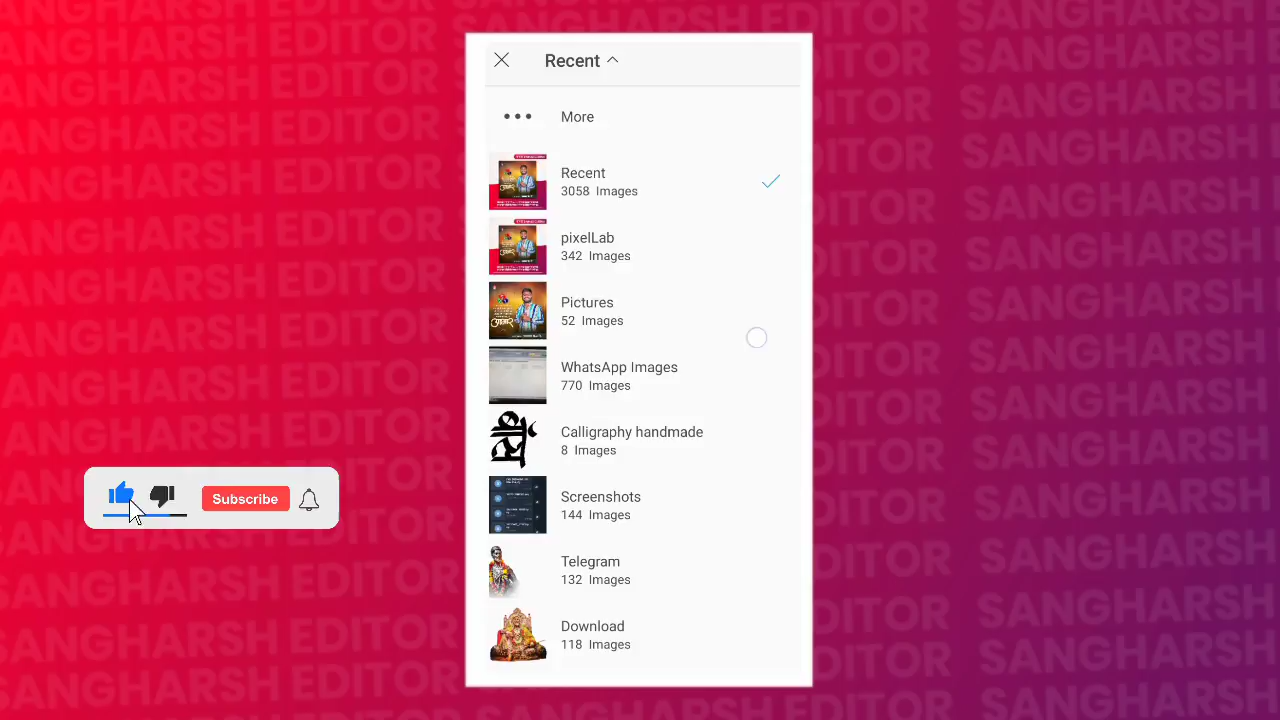 SANGHARSH EDITOR
Recent
More
Recent
3058 Images
pixelLab
342 Images
Pictures
52 Images
WhatsApp Images
770 Images
Calligraphy handmade
8 Images
Screenshots
144 Images
Telegram
132 Images
Download
118 Images
Subscribe